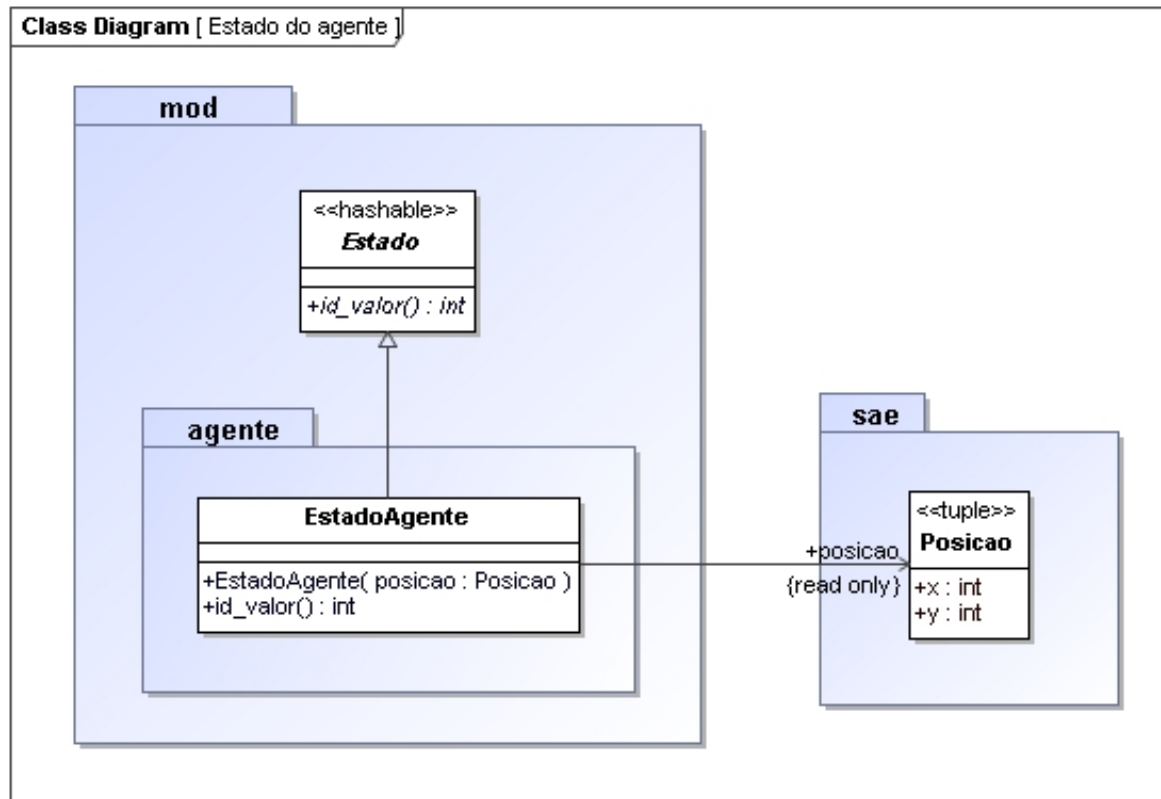 Class Diagram [ Estado do agente ]
mod
<<hashable>>
Estado
+id_valor() : int
agente
EstadoAgente
+EstadoAgente( posicao : Posicao )
+id_valor() : int
+posicao
{read only}
sae
<<tuple>>
Posicao
+x : int
+y : int